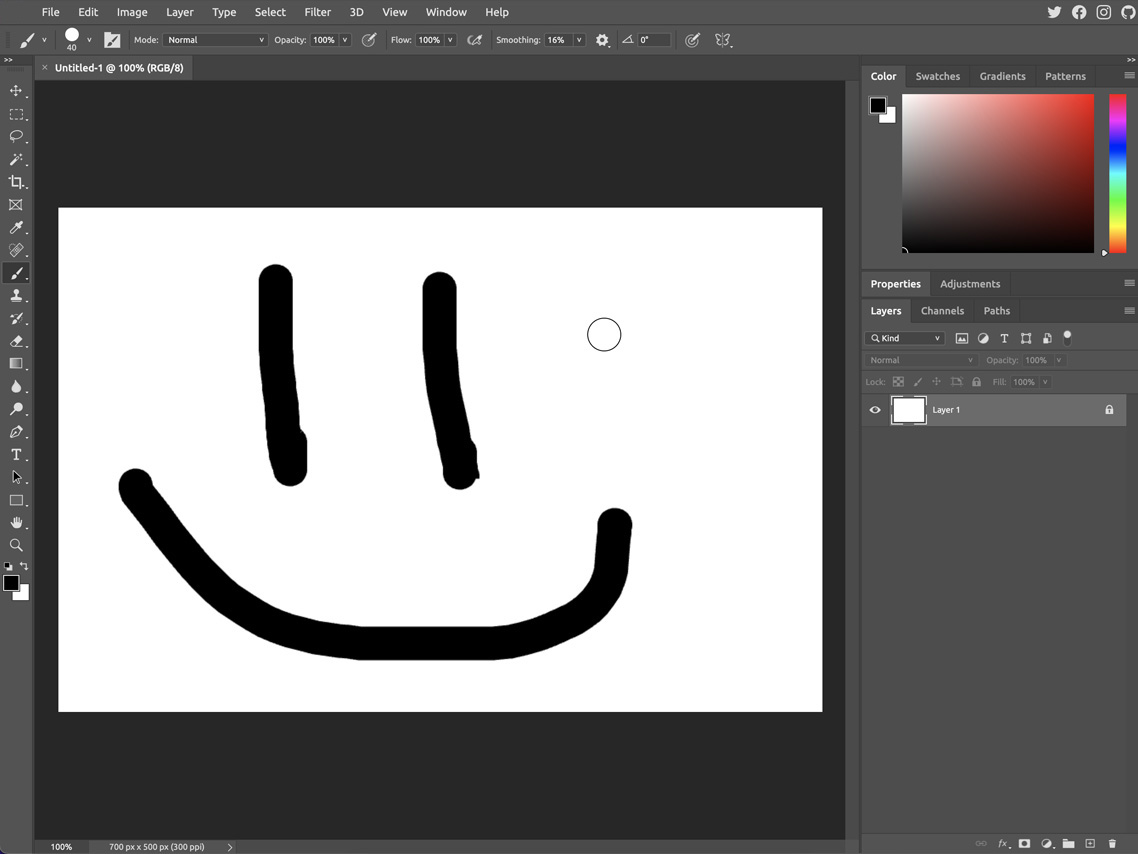 File Edit Image Layer Type Select Filter 3D View Window Help
40 Mode: Normal Opacity: 100% Flow: 100% Smoothing: 16% 0°
>> >>
× Untitled-1 @ 100% (RGB/8)
Color Swatches Gradients Patterns
Properties Adjustments
Layers Channels Paths
Kind
Normal Opacity: 100%
Lock: Fill: 100%
Layer 1
fx
100% 700 px x 500 px (300 ppi)